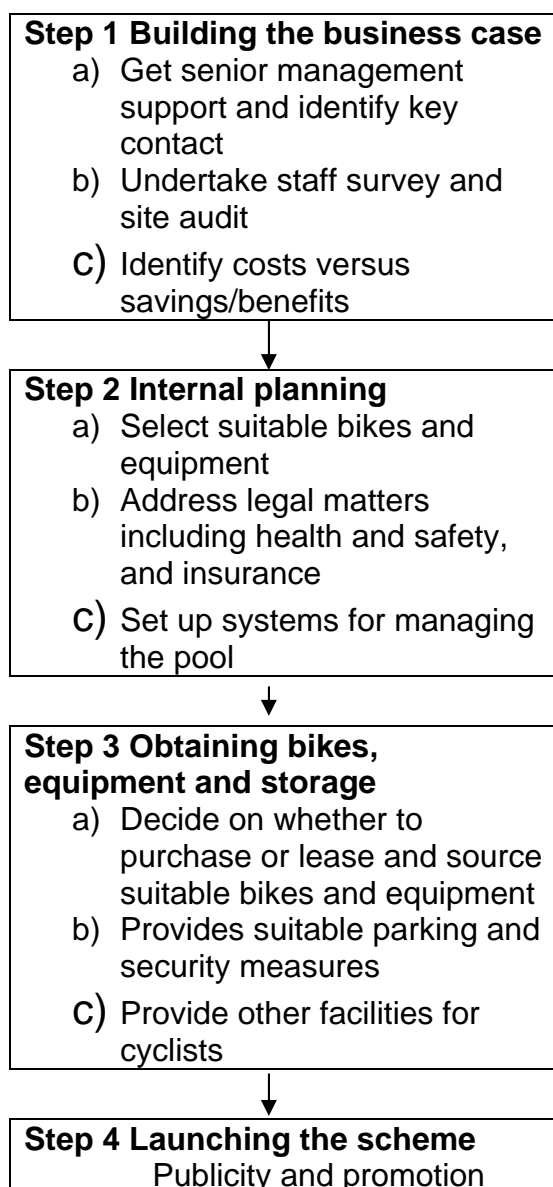 Step 1 Building the business case
a) Get senior management
support and identify key
contact
b) Undertake staff survey and
site audit
c) Identify costs versus
savings/benefits
Step 2 Internal planning
a) Select suitable bikes and
equipment
b) Address legal matters
including health and safety,
and insurance
c) Set up systems for managing
the pool
Step 3 Obtaining bikes,
equipment and storage
a) Decide on whether to
purchase or lease and source
suitable bikes and equipment
b) Provides suitable parking and
security measures
c) Provide other facilities for
cyclists
Step 4 Launching the scheme
Publicity and promotion